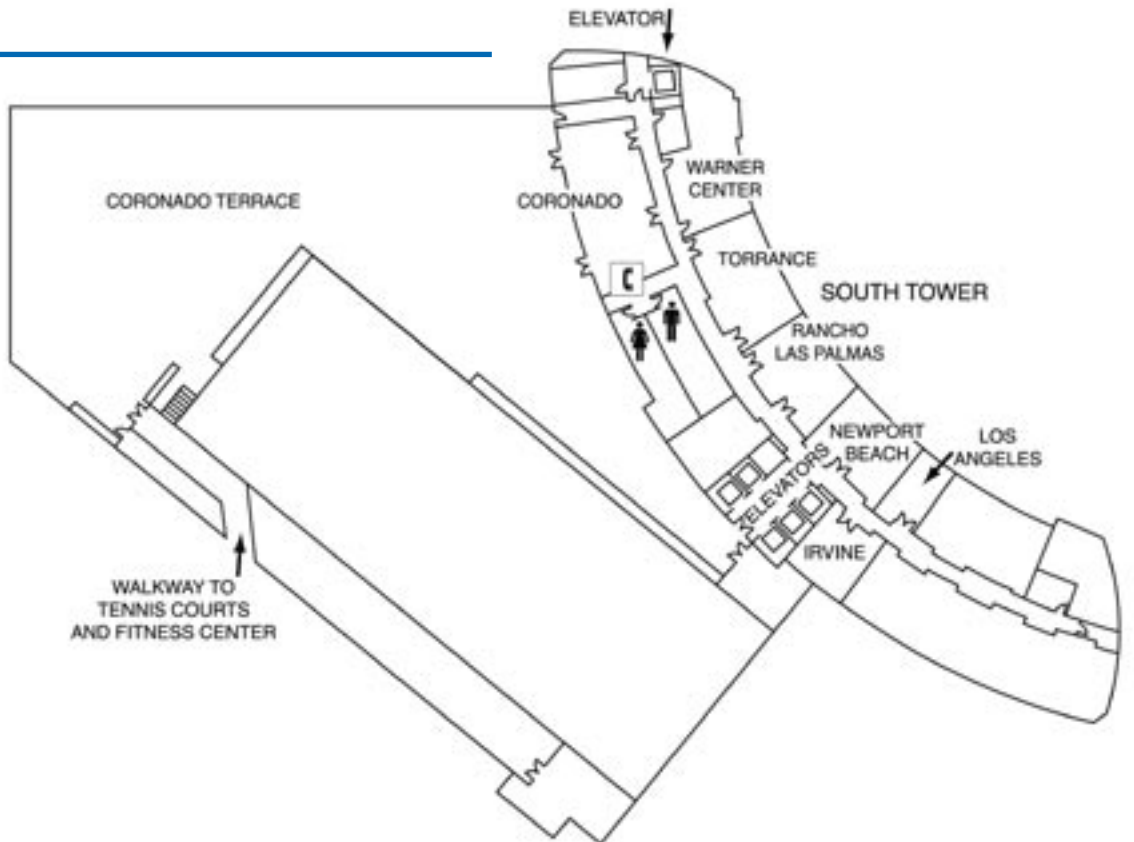 ELEVATOR
CORONADO TERRACE
CORONADO
WARNER
CENTER
TORRANCE
SOUTH TOWER
RANCHO
LAS PALMAS
NEWPORT
BEACH
LOS
ANGELES
ELEVATORS
IRVINE
WALKWAY TO
TENNIS COURTS
AND FITNESS CENTER